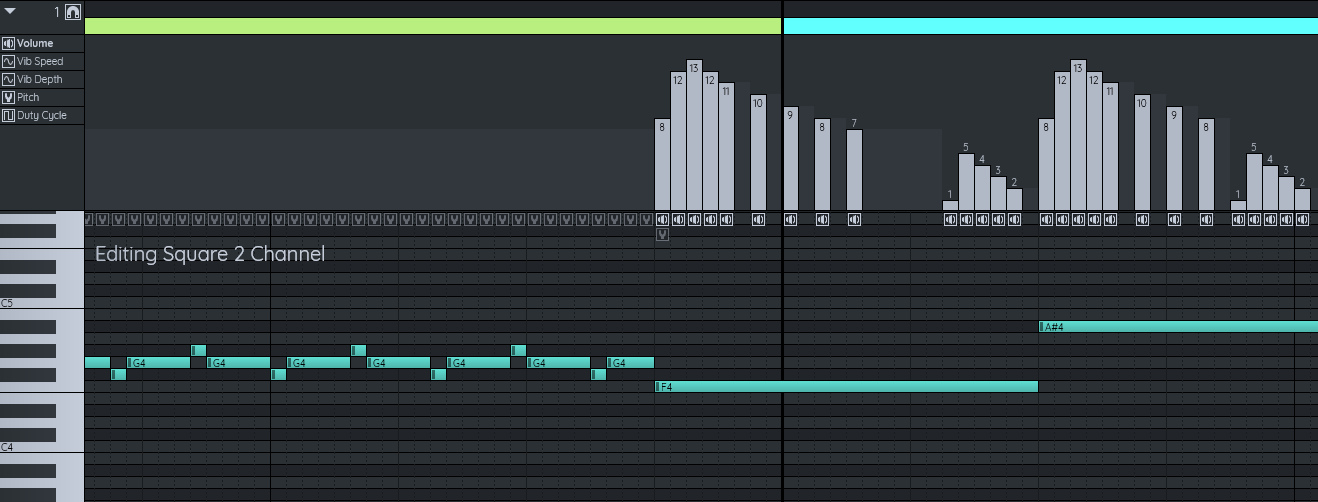 1
Volume
Vib Speed
Vib Depth
Pitch
Duty Cycle
8 12 13 12 11 10 9 8 7 1 5 4 3 2 8 12 13 12 11 10 9 8 1 5 4 3 2
Editing Square 2 Channel
C5
A#4
G4 G4 G4 G4 G4 G4 G4
F4
C4